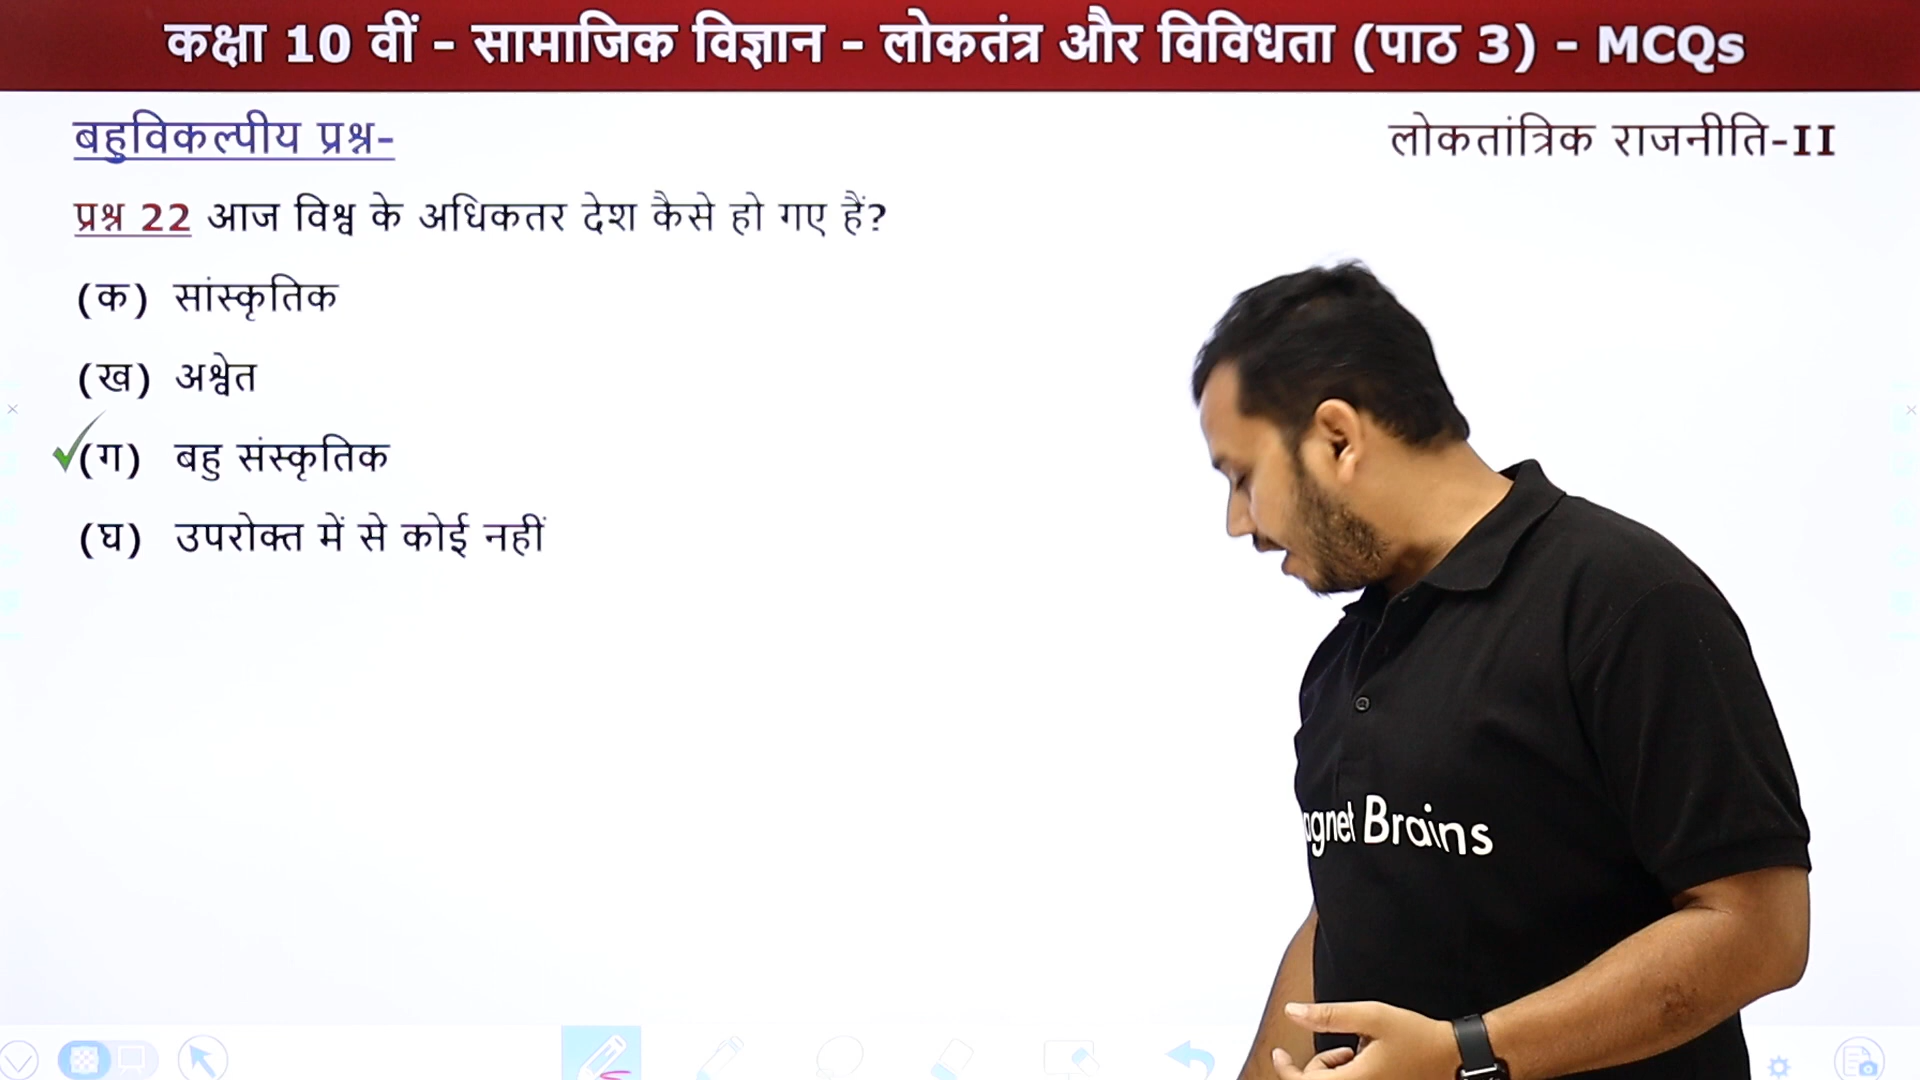 कक्षा 10 वीं - सामाजिक विज्ञान - लोकतंत्र और विविधता (पाठ 3) - MCQs
बहुविकल्पीय प्रश्न-
लोकतांत्रिक राजनीति-II
प्रश्न 22 आज विश्व के अधिकतर देश कैसे हो गए हैं?
(क) सांस्कृतिक
(ख) अश्वेत
(ग) बहु संस्कृतिक
(घ) उपरोक्त में से कोई नहीं
agnet Brains